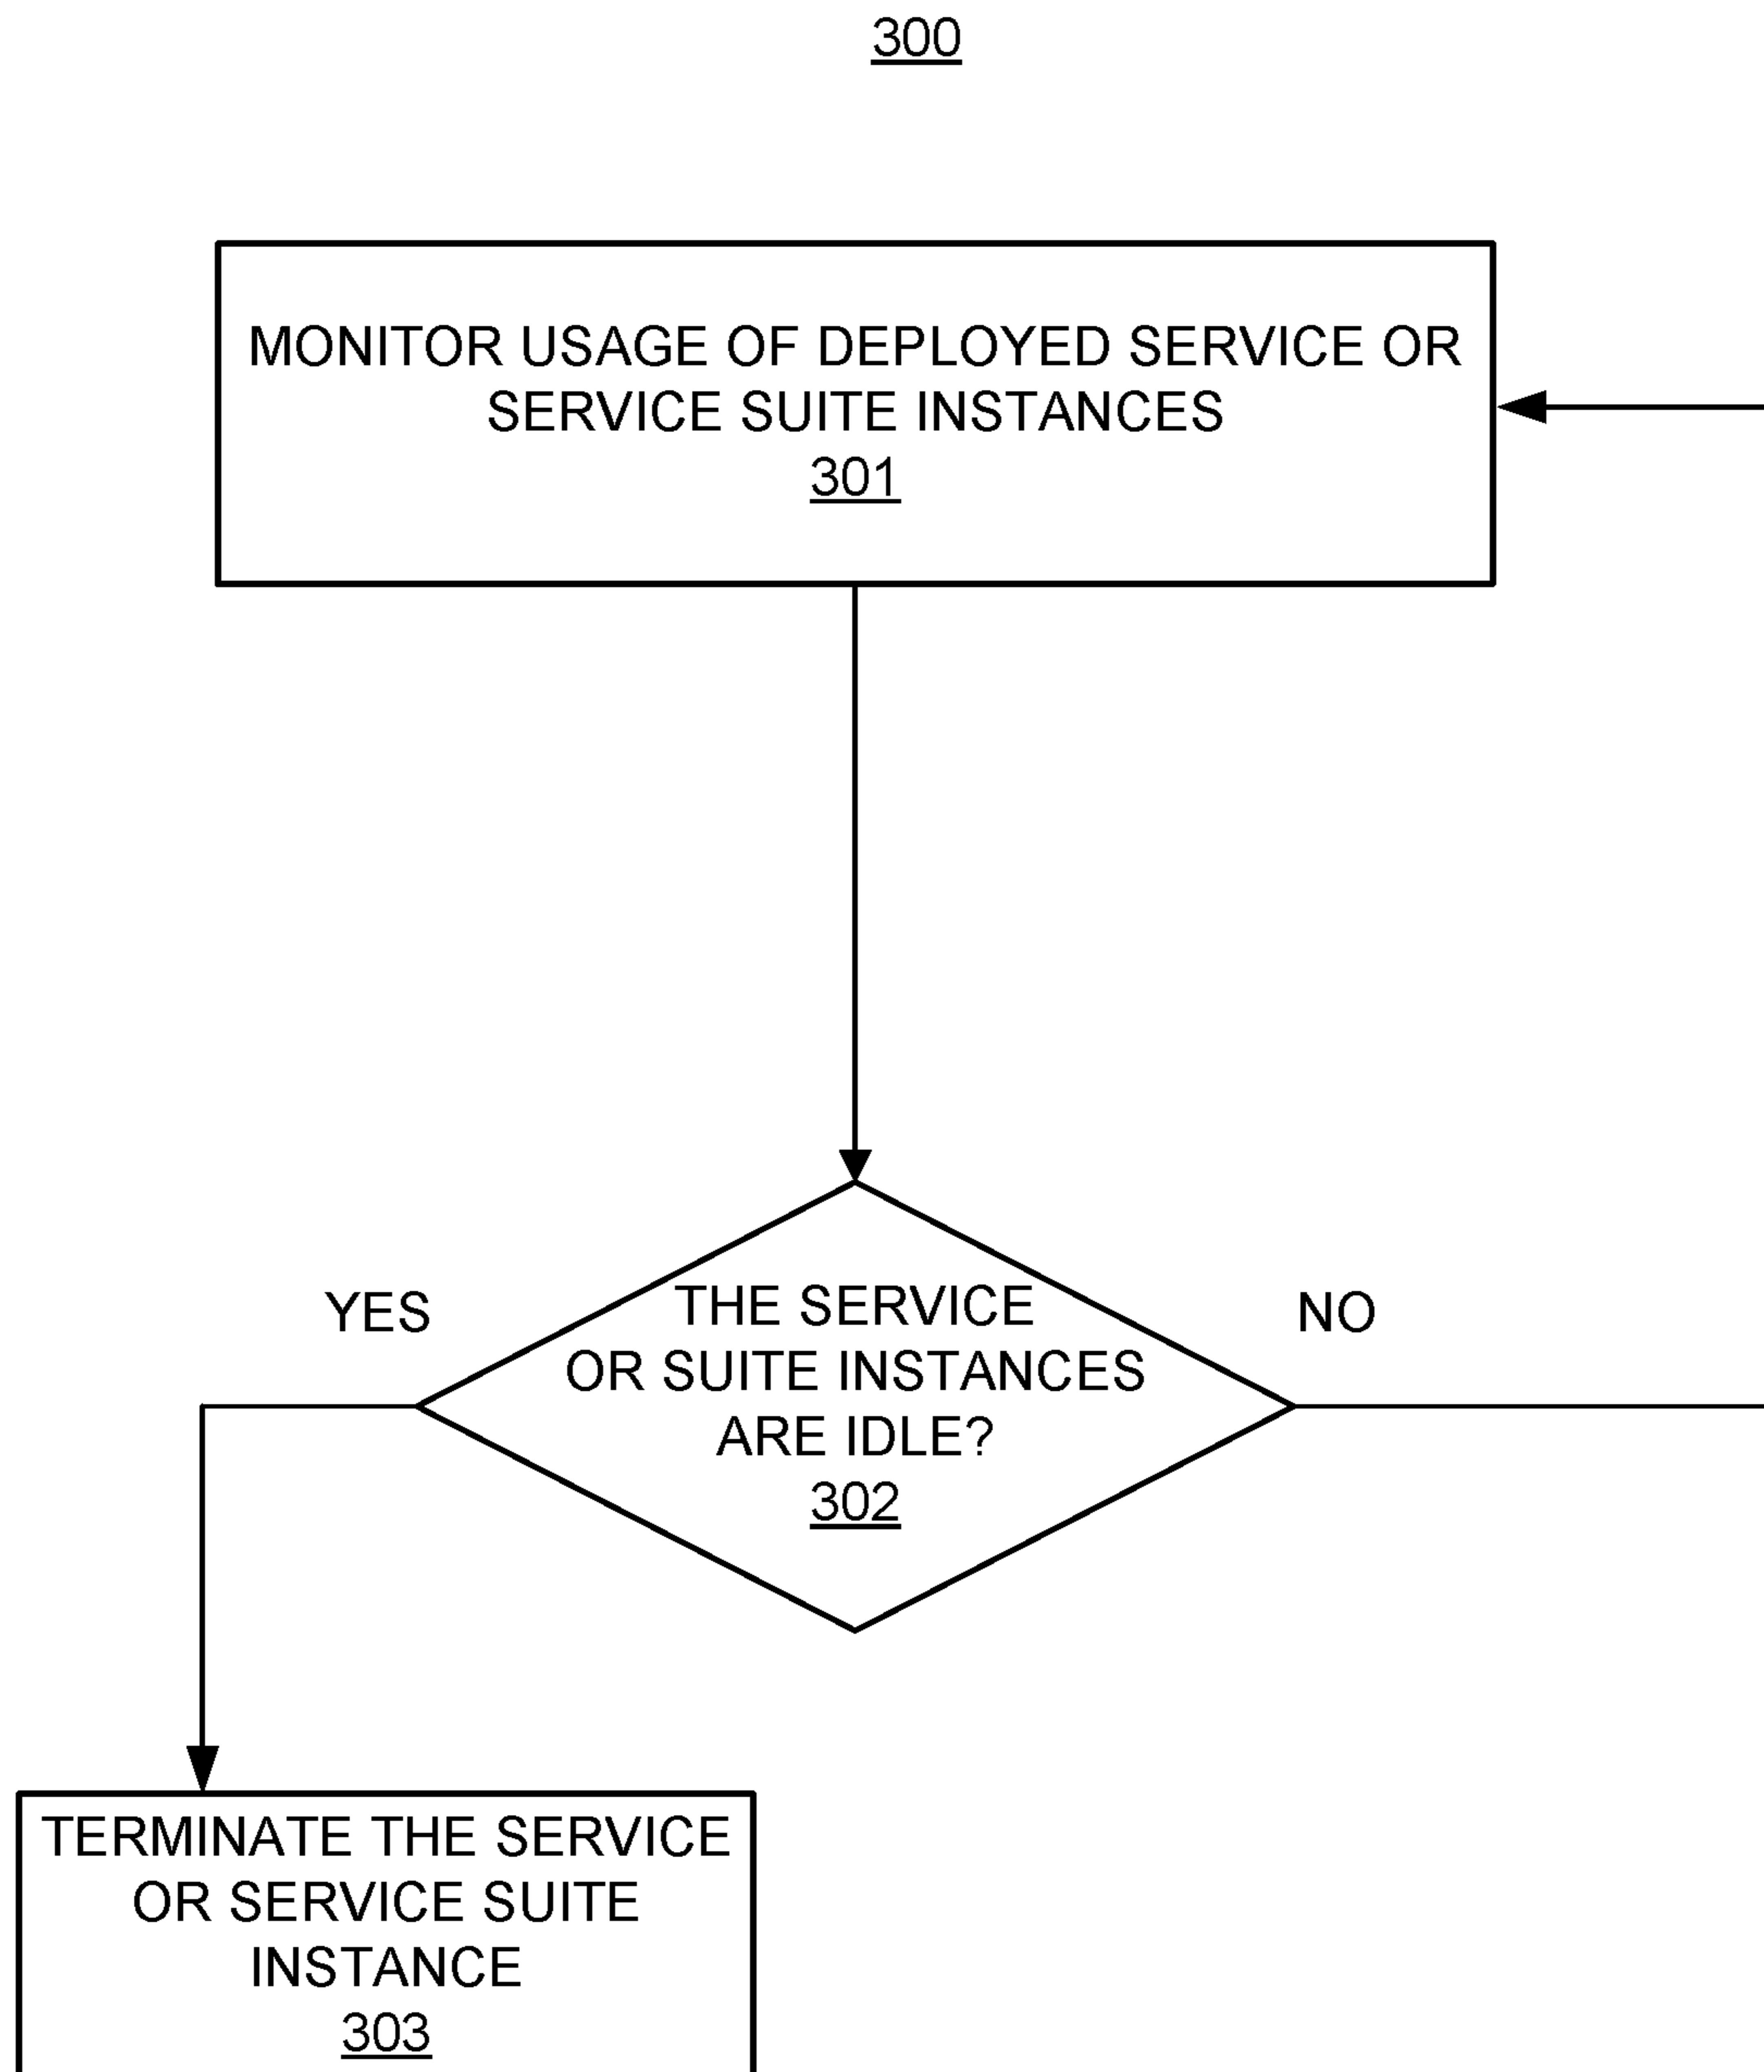 300
MONITOR USAGE OF DEPLOYED SERVICE OR
SERVICE SUITE INSTANCES
301
THE SERVICE
OR SUITE INSTANCES
ARE IDLE?
302
YES
NO
TERMINATE THE SERVICE
OR SERVICE SUITE
INSTANCE
303